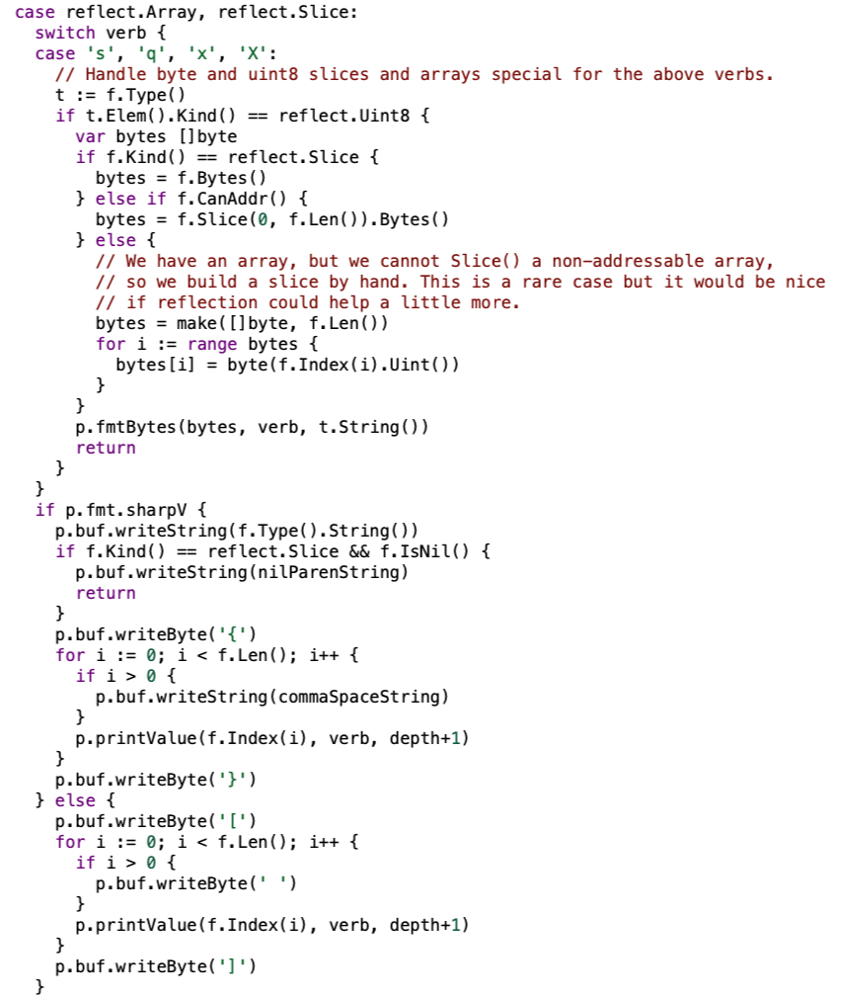 case reflect.Array, reflect.Slice:
  switch verb {
  case 's', 'q', 'x', 'X':
    // Handle byte and uint8 slices and arrays special for the above verbs.
    t := f.Type()
    if t.Elem().Kind() == reflect.Uint8 {
      var bytes []byte
      if f.Kind() == reflect.Slice {
        bytes = f.Bytes()
      } else if f.CanAddr() {
        bytes = f.Slice(0, f.Len()).Bytes()
      } else {
        // We have an array, but we cannot Slice() a non-addressable array,
        // so we build a slice by hand. This is a rare case but it would be nice
        // if reflection could help a little more.
        bytes = make([]byte, f.Len())
        for i := range bytes {
          bytes[i] = byte(f.Index(i).Uint())
        }
      }
      p.fmtBytes(bytes, verb, t.String())
      return
    }
  }
  if p.fmt.sharpV {
    p.buf.writeString(f.Type().String())
    if f.Kind() == reflect.Slice && f.IsNil() {
      p.buf.writeString(nilParenString)
      return
    }
    p.buf.writeByte('{')
    for i := 0; i < f.Len(); i++ {
      if i > 0 {
        p.buf.writeString(commaSpaceString)
      }
      p.printValue(f.Index(i), verb, depth+1)
    }
    p.buf.writeByte('}')
  } else {
    p.buf.writeByte('[')
    for i := 0; i < f.Len(); i++ {
      if i > 0 {
        p.buf.writeByte(' ')
      }
      p.printValue(f.Index(i), verb, depth+1)
    }
    p.buf.writeByte(']')
  }